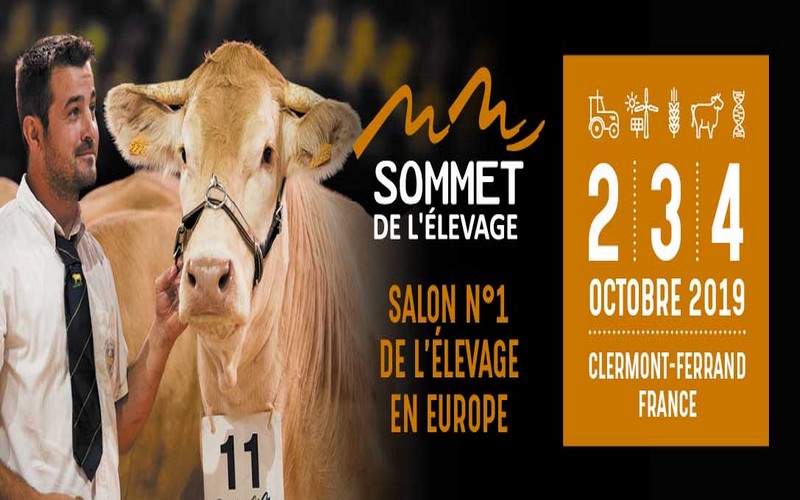 SOMMET
DE L'ÉLEVAGE
SALON N°1
DE L'ÉLEVAGE
EN EUROPE
2 3 4
OCTOBRE 2019
CLERMONT-FERRAND
FRANCE
11